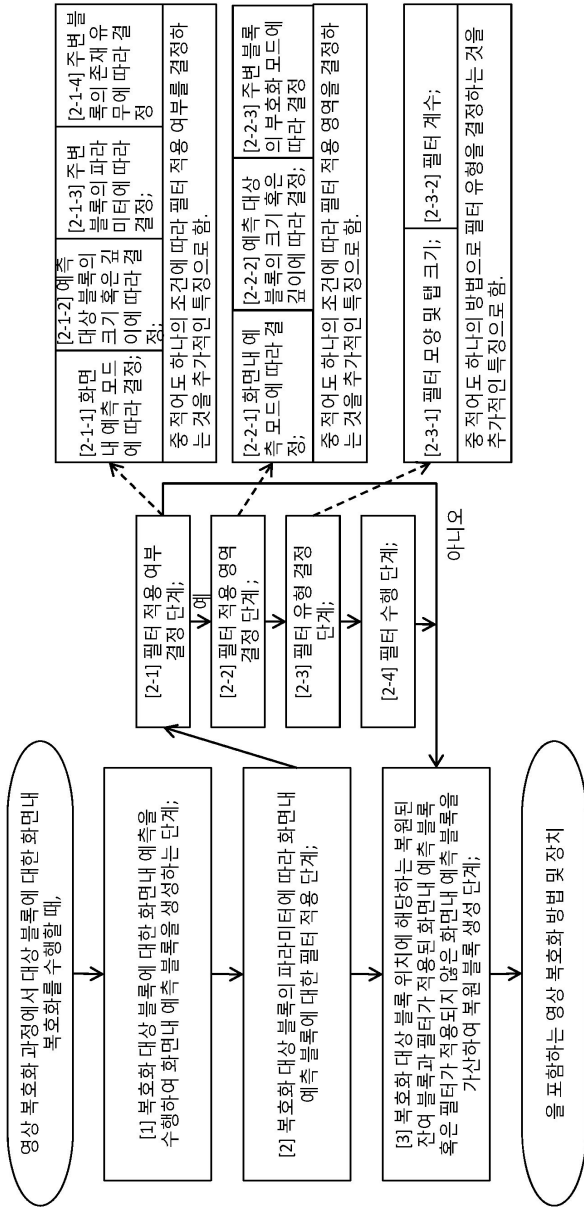 영상 복호화 과정에서 대상 블록에 대한 화면내
복호화를 수행할 때,
[1] 복호화 대상 블록에 대한 화면내 예측을
수행하여 화면내 예측 블록을 생성하는 단계;
[2] 복호화 대상 블록의 파라미터에 따라 화면내
예측 블록에 대한 필터 적용 단계;
[3] 복호화 대상 블록 위치에 해당하는 복원된
잔여 블록과 필터가 적용된 화면내 예측 블록
혹은 필터가 적용되지 않은 화면내 예측 블록을
가산하여 복원 블록 생성 단계;
을 포함하는 영상 복호화 방법 및 장치
[2-1] 필터 적용 여부
결정 단계;
예
[2-2] 필터 적용 영역
결정 단계 ;
[2-3] 필터 유형 결정
단계;
[2-4] 필터 수행 단계;
아니오
[2-1-1] 화면
내 예측 모드
에 따라 결정;
[2-1-2] 예측
대상 블록의
크기 혹은 깊
이에 따라 결
정;
[2-1-3] 주변
블록의 파라
미터에 따라
결정;
[2-1-4] 주변 블
록의 존재 유
무에 따라 결
정
중 적어도 하나의 조건에 따라 필터 적용 여부를 결정하
는 것을 추가적인 특징으로 함.
[2-2-1] 화면내 예
측 모드에 따라 결
정;
[2-2-2] 예측 대상
블록의 크기 혹은
깊이에 따라 결정;
[2-2-3] 주변 블록
의 부호화 모드에
따라 결정
중 적어도 하나의 조건에 따라 필터 적용 영역을 결정하
는 것을 추가적인 특징으로 함.
[2-3-1] 필터 모양 및 탭 크기;
[2-3-2] 필터 계수;
중 적어도 하나의 방법으로 필터 유형을 결정하는 것을
추가적인 특징으로 함.